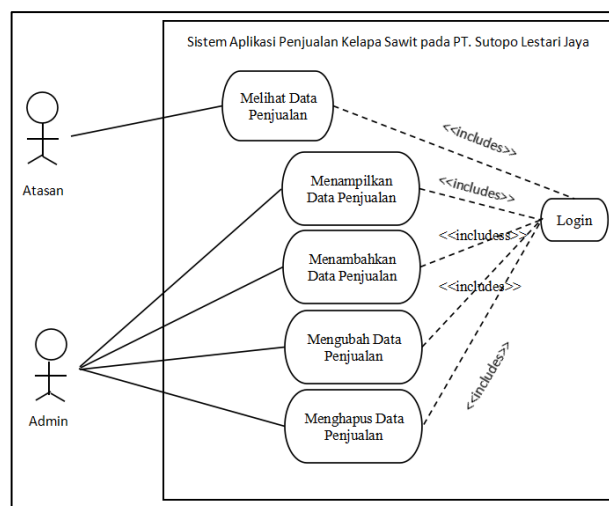 Sistem Aplikasi Penjualan Kelapa Sawit pada PT. Sutopo Lestari Jaya
Melihat Data
Penjualan
<<includes>>
Atasan
Menampilkan
Data Penjualan
<<includes>>
Login
Menambahkan
Data Penjualan
<<includess>>
<<includes>>
Mengubah Data
Penjualan
<<includes>>
Admin
Menghapus Data
Penjualan